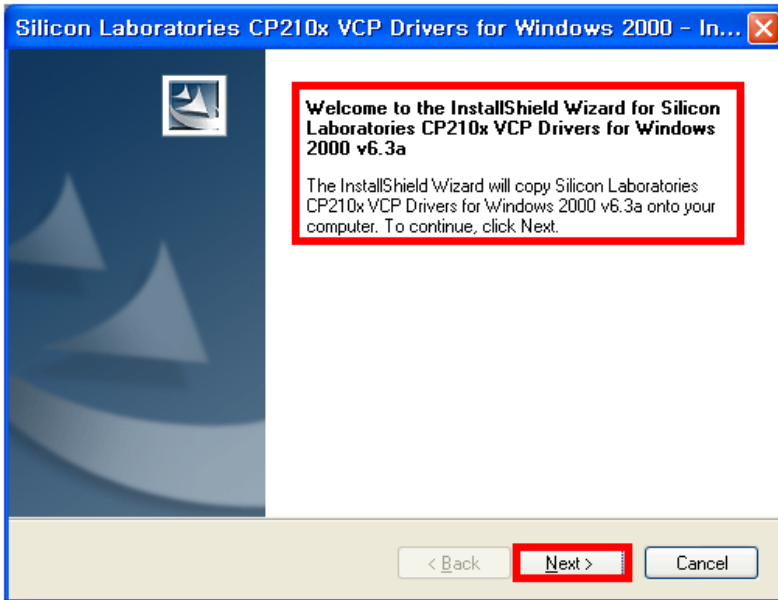 Silicon Laboratories CP210x VCP Drivers for Windows 2000 - In...
Welcome to the InstallShield Wizard for Silicon
Laboratories CP210x VCP Drivers for Windows
2000 v6.3a
The InstallShield Wizard will copy Silicon Laboratories
CP210x VCP Drivers for Windows 2000 v6.3a onto your
computer. To continue, click Next.
< Back
Next >
Cancel